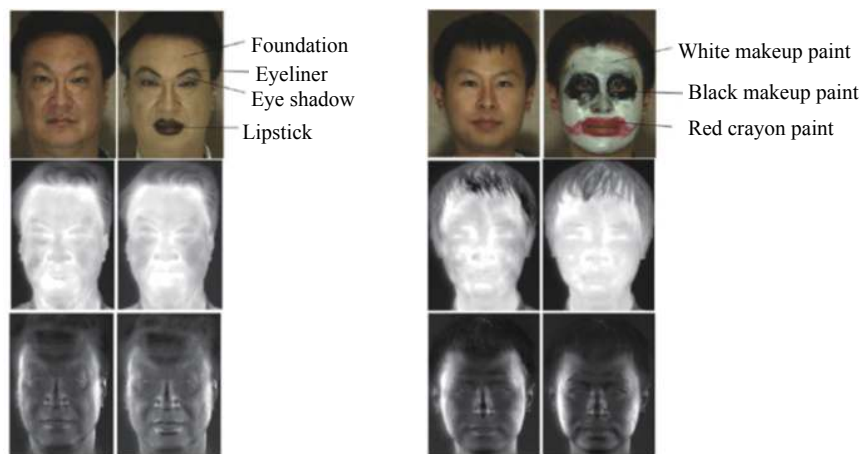 Foundation
Eyeliner
Eye shadow
Lipstick
White makeup paint
Black makeup paint
Red crayon paint